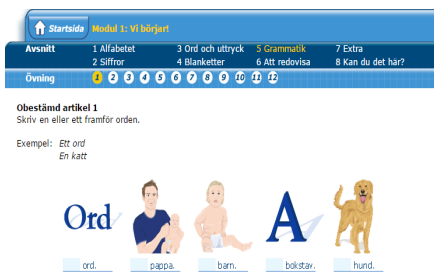 Startsida Modul 1: Vi börjar!
Avsnitt 1 Alfabetet 3 Ord och uttryck 5 Grammatik 7 Extra
2 Siffror 4 Blanketter 6 Att redovisa 8 Kan du det här?
Övning 1 2 3 4 5 6 7 8 9 10 11 12
Obestämd artikel 1
Skriv en eller ett framför orden.
Exempel: Ett ord
En katt
Ord A
ord. pappa. barn. bokstav. hund.